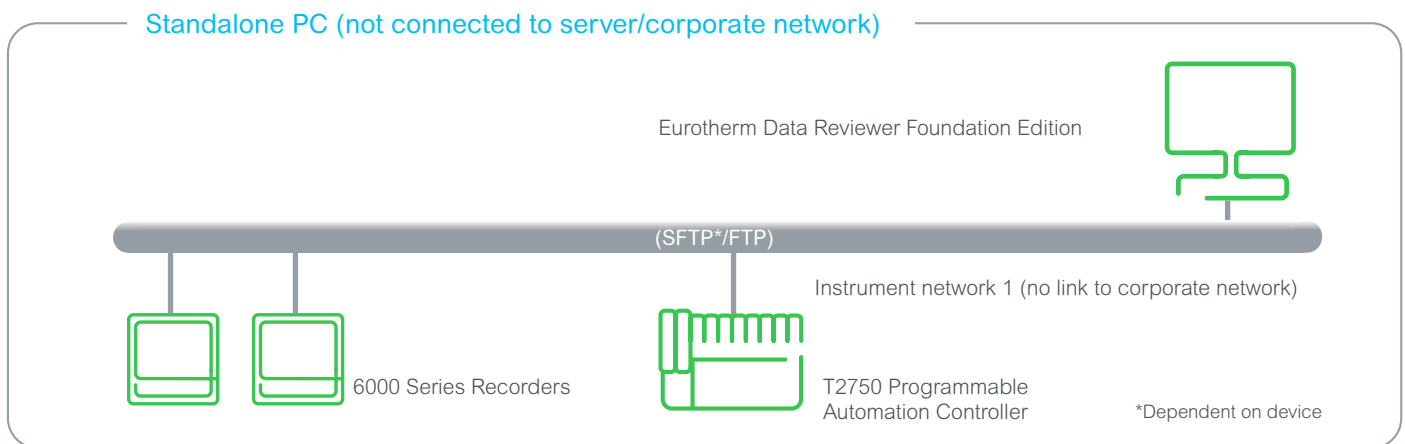 Standalone PC (not connected to server/corporate network)
Eurotherm Data Reviewer Foundation Edition
(SFTP*/FTP)
Instrument network 1 (no link to corporate network)
6000 Series Recorders
T2750 Programmable
Automation Controller
*Dependent on device